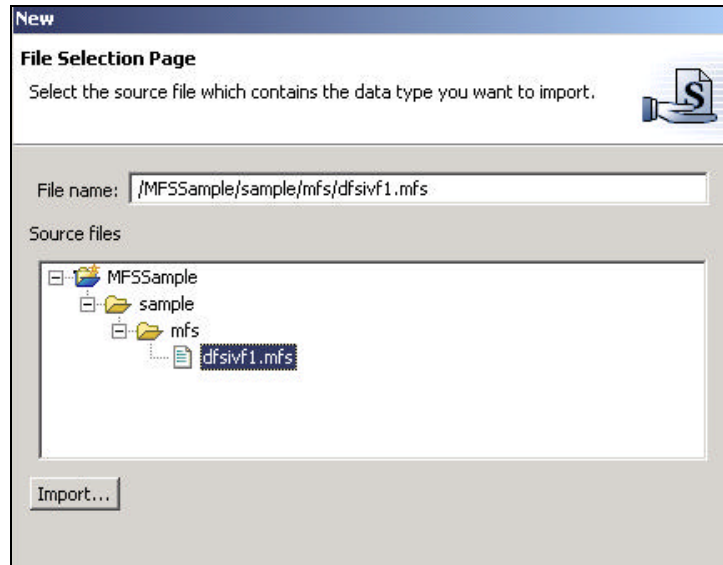 New
File Selection Page
Select the source file which contains the data type you want to import.
S
File name: /MFSSample/sample/mfs/dfsivf1.mfs
Source files
MFSSample
sample
mfs
dfsivf1.mfs
Import...